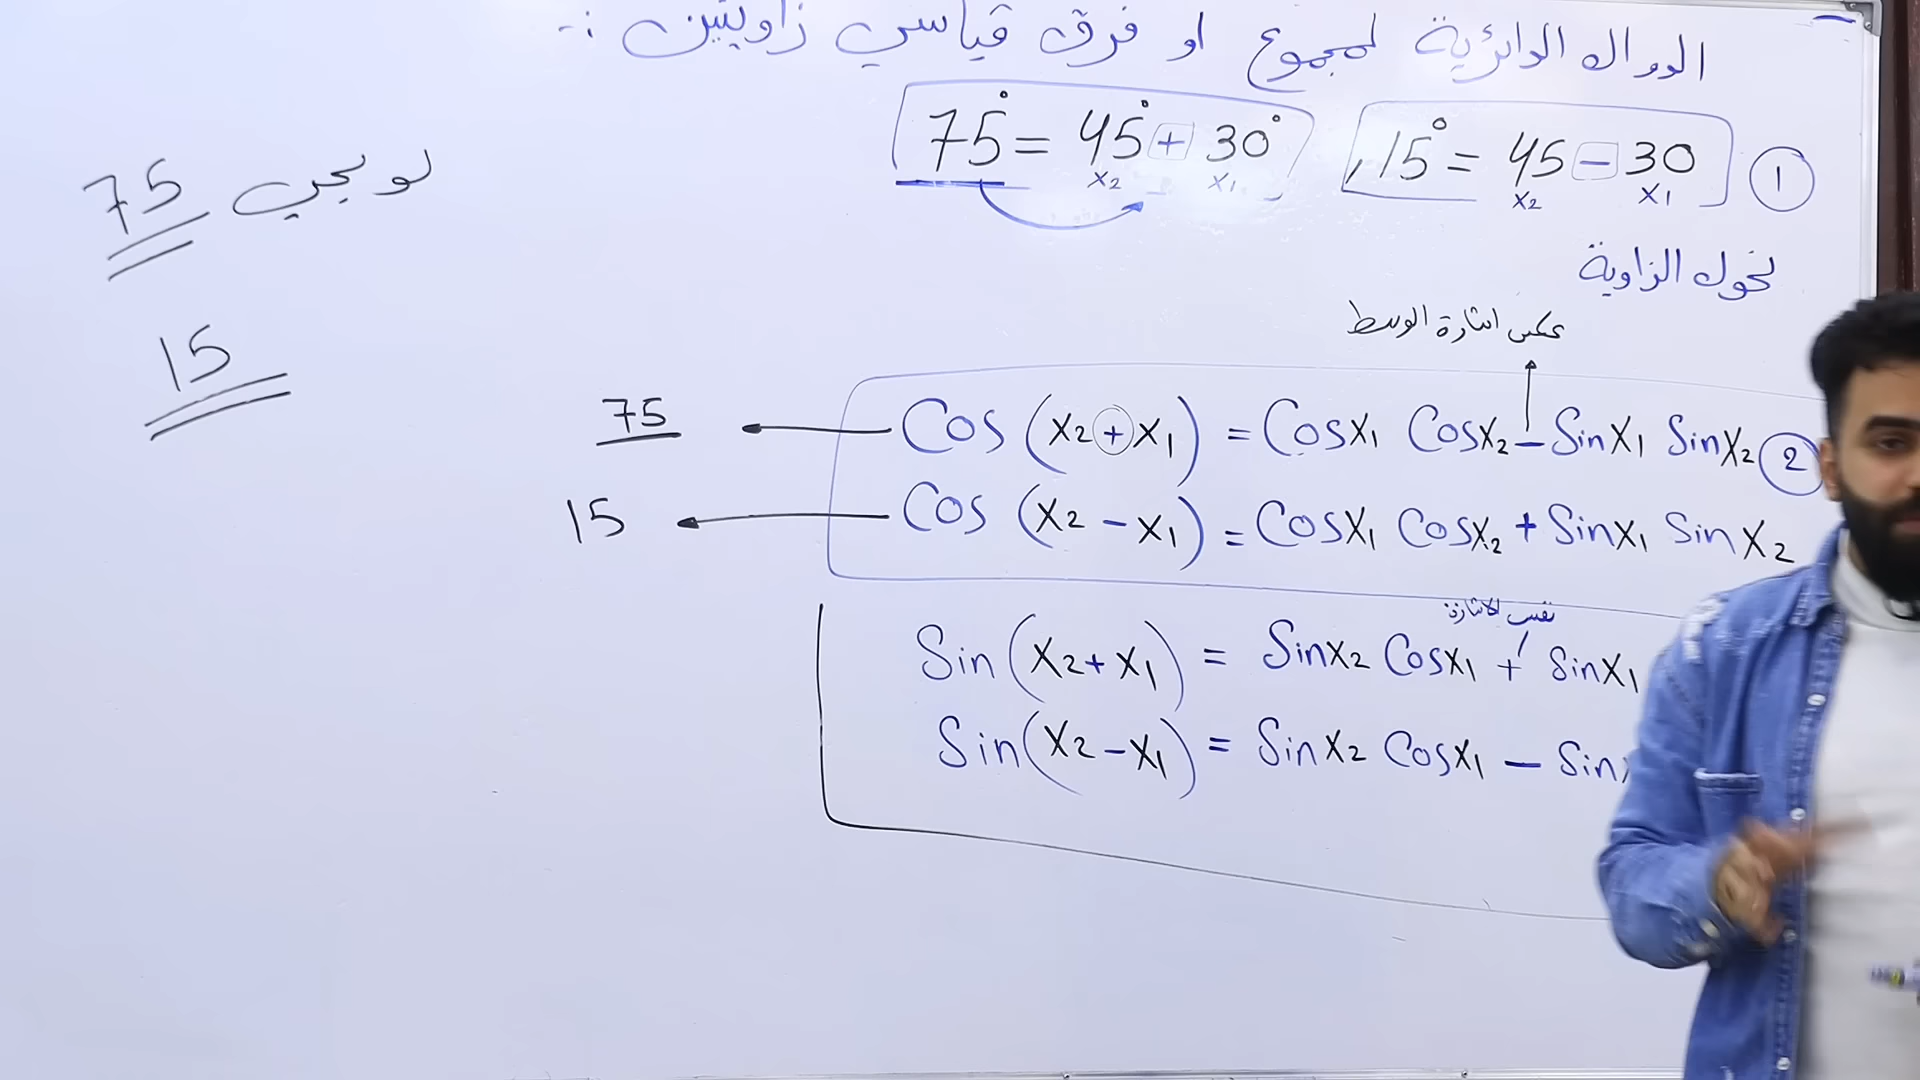 الدوال الدائرية لمجموع او فرق قياسي زاويتين :-
① 15° = 45 - 30
x2 x1
75° = 45° + 30°
x2 x1
لو يجي 75
15
نحول الزاوية
عكس اشارة الوسط
75 ← Cos (x2 + x1) = Cosx1 Cosx2 - Sinx1 Sinx2 ②
15 ← Cos (x2 - x1) = Cosx1 Cosx2 + Sinx1 Sinx2
نفس الاشارة
Sin (x2 + x1) = Sinx2 Cosx1 + Sinx1
Sin (x2 - x1) = Sinx2 Cosx1 - Sin